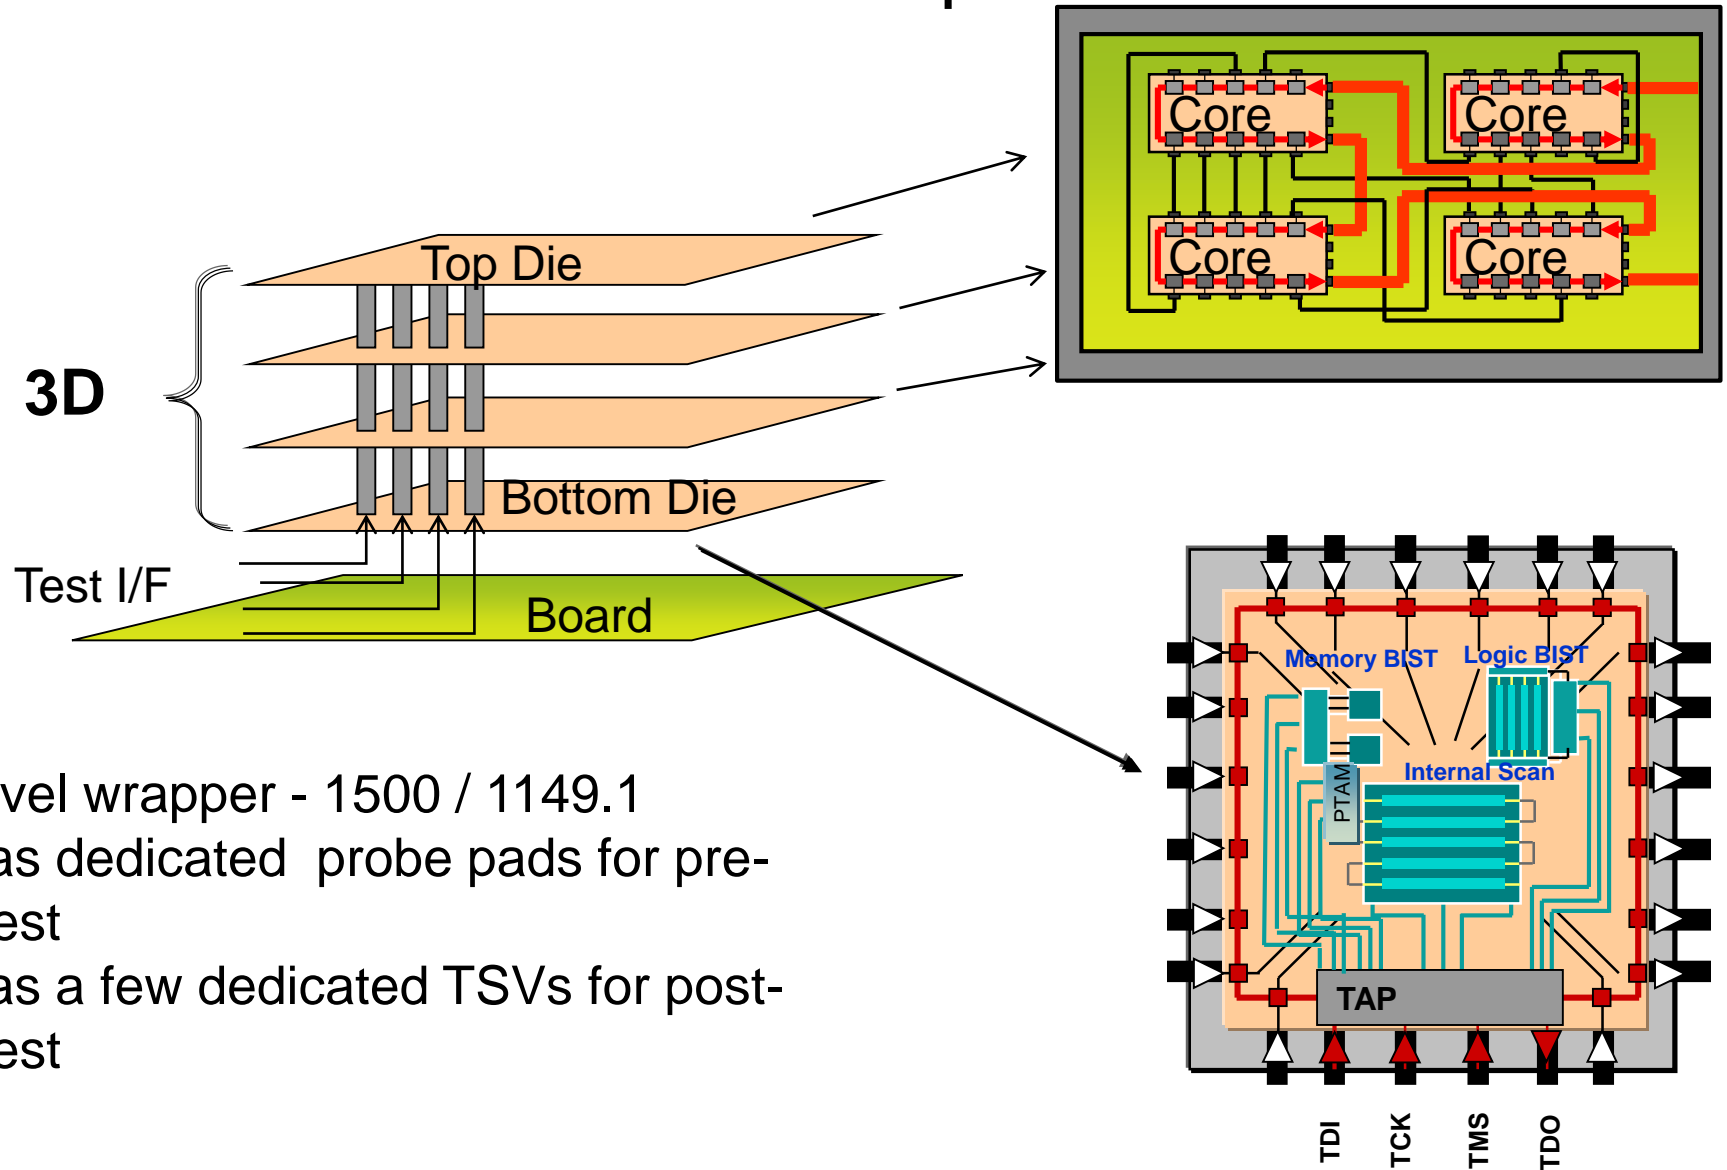 Core
Core
Core
Core
Top Die
3D
Bottom Die
Test I/F
Board
Memory BIST
Logic BIST
Internal Scan
PTAM
TAP
TDI
TCK
TMS
TDO
vel wrapper - 1500 / 1149.1
as dedicated probe pads for pre-
est
as a few dedicated TSVs for post-
est